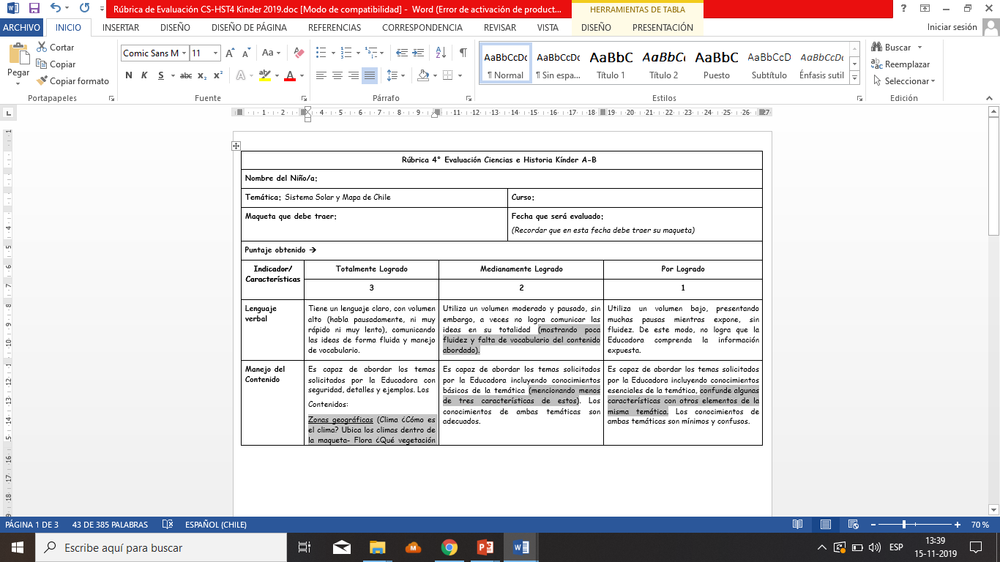 Rúbrica de Evaluación CS-HST4 Kinder 2019.doc [Modo de compatibilidad] - Word (Error de activación de product...
HERRAMIENTAS DE TABLA
ARCHIVO INICIO INSERTAR DISEÑO DISEÑO DE PÁGINA REFERENCIAS CORRESPONDENCIA REVISAR VISTA DISEÑO PRESENTACIÓN Iniciar sesión
Pegar
Cortar
Copiar
Copiar formato
Portapapeles
Comic Sans M 11
N K S abc x₂ x²
Fuente
Párrafo
AaBbCcDc AaBbCcDc AaBbC AaBbCc AaBbC AaBbCcD AaBbCcDc
¶ Normal ¶ Sin espa... Título 1 Título 2 Puesto Subtítulo Énfasis sutil
Estilos
Buscar
Reemplazar
Seleccionar
Edición
Rúbrica 4° Evaluación Ciencias e Historia Kínder A-B
Nombre del Niño/a:
Temática: Sistema Solar y Mapa de Chile
Curso:
Maqueta que debe traer:
Fecha que será evaluado:
(Recordar que en esta fecha debe traer su maqueta)
Puntaje obtenido →
Indicador/
Características
Totalmente Logrado
Medianamente Logrado
Por Logrado
3
2
1
Lenguaje
verbal
Tiene un lenguaje claro, con volumen
alto (habla pausadamente, ni muy
rápido ni muy lento), comunicando
las ideas de forma fluida y manejo
de vocabulario.
Utiliza un volumen moderado y pausado, sin
embargo, a veces no logra comunicar las
ideas en su totalidad (mostrando poca
fluidez y falta de vocabulario del contenido
abordado).
Utiliza un volumen bajo, presentando
muchas pausas mientras expone, sin
fluidez. De este modo, no logra que la
Educadora comprenda la información
expuesta.
Manejo del
Contenido
Es capaz de abordar los temas
solicitados por la Educadora con
seguridad, detalles y ejemplos. Los
Contenidos:
Zonas geográficas (Clima ¿Cómo es
el clima? Ubica los climas dentro de
la maqueta- Flora ¿Qué vegetación
Es capaz de abordar los temas solicitados
por la Educadora incluyendo conocimientos
básicos de la temática (mencionando menos
de tres características de estos). Los
conocimientos de ambas temáticas son
adecuados.
Es capaz de abordar los temas solicitados
por la Educadora incluyendo conocimientos
esenciales de la temática, confunde algunas
características con otros elementos de la
misma temática. Los conocimientos de
ambas temáticas son mínimos y confusos.
PÁGINA 1 DE 3 43 DE 385 PALABRAS ESPAÑOL (CHILE) 70 %
Escribe aquí para buscar
ESP
13:39
15-11-2019